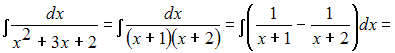 ∫ dx / (x² + 3x + 2) = ∫ dx / ((x + 1)(x + 2)) = ∫ (1 / (x + 1) − 1 / (x + 2)) dx =